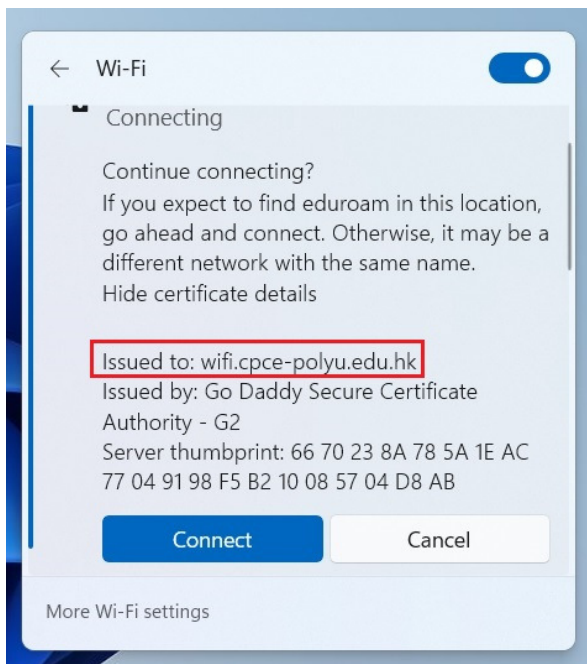 Wi-Fi
Connecting
Continue connecting?
If you expect to find eduroam in this location,
go ahead and connect. Otherwise, it may be a
different network with the same name.
Hide certificate details
Issued to: wifi.cpce-polyu.edu.hk
Issued by: Go Daddy Secure Certificate
Authority - G2
Server thumbprint: 66 70 23 8A 78 5A 1E AC
77 04 91 98 F5 B2 10 08 57 04 D8 AB
Connect
Cancel
More Wi-Fi settings